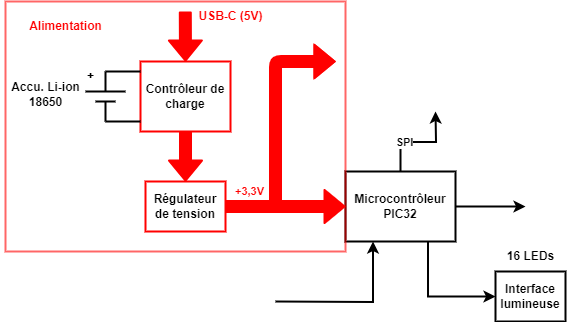 USB-C (5V)
Alimentation
Accu. Li-ion
18650
+
Contrôleur de
charge
SPI
Régulateur
de tension
+3,3V
Microcontrôleur
PIC32
16 LEDs
Interface
lumineuse